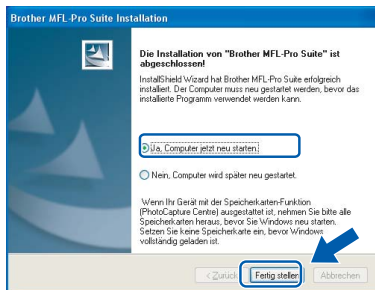 Brother MFL-Pro Suite Installation
Die Installation von "Brother MFL-Pro Suite" ist
abgeschlossen!
InstallShield Wizard hat Brother MFL-Pro Suite erfolgreich
installiert. Der Computer muss neu gestartet werden, bevor das
installierte Programm verwendet werden kann.
Ja, Computer jetzt neu starten.
Nein, Computer wird später neu gestartet.
Wenn Ihr Gerät mit der Speicherkarten-Funktion
(PhotoCapture Centre) ausgestattet ist, nehmen Sie bitte alle
Speicherkarten heraus, bevor Sie Windows neu starten.
Setzen Sie keine Speicherkarte ein, bevor Windows
vollständig geladen ist.
< Zurück Fertig stellen Abbrechen